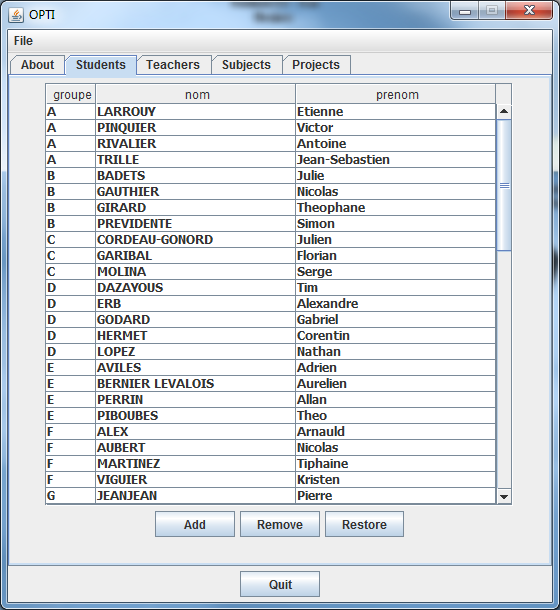 OPTI
File
About Students Teachers Subjects Projects
groupe nom prenom
A LARROUY Etienne
A PINQUIER Victor
A RIVALIER Antoine
A TRILLE Jean-Sebastien
B BADETS Julie
B GAUTHIER Nicolas
B GIRARD Theophane
B PREVIDENTE Simon
C CORDEAU-GONORD Julien
C GARIBAL Florian
C MOLINA Serge
D DAZAYOUS Tim
D ERB Alexandre
D GODARD Gabriel
D HERMET Corentin
D LOPEZ Nathan
E AVILES Adrien
E BERNIER LEVALOIS Aurelien
E PERRIN Allan
E PIBOUBES Theo
F ALEX Arnauld
F AUBERT Nicolas
F MARTINEZ Tiphaine
F VIGUIER Kristen
G JEANJEAN Pierre
Add Remove Restore
Quit